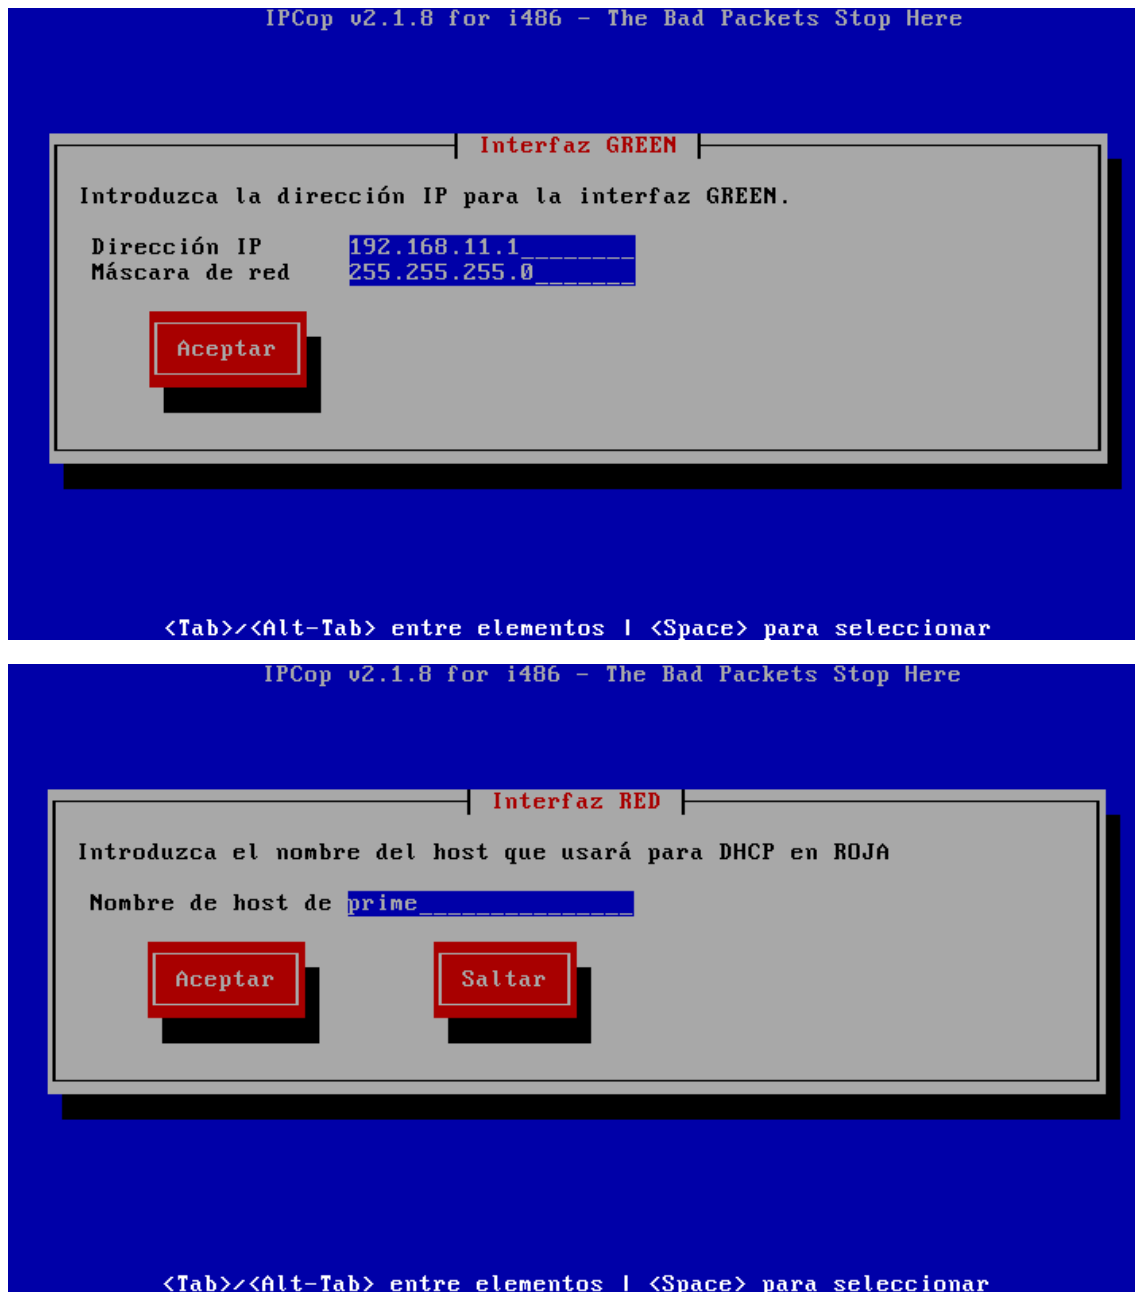 IPCop v2.1.8 for i486 - The Bad Packets Stop Here
Interfaz GREEN
Introduzca la dirección IP para la interfaz GREEN.
Dirección IP 192.168.11.1________
Máscara de red 255.255.255.0_______
Aceptar
<Tab>/<Alt-Tab> entre elementos | <Space> para seleccionar
IPCop v2.1.8 for i486 - The Bad Packets Stop Here
Interfaz RED
Introduzca el nombre del host que usará para DHCP en ROJA
Nombre de host de prime_______________
Aceptar Saltar
<Tab>/<Alt-Tab> entre elementos | <Space> para seleccionar